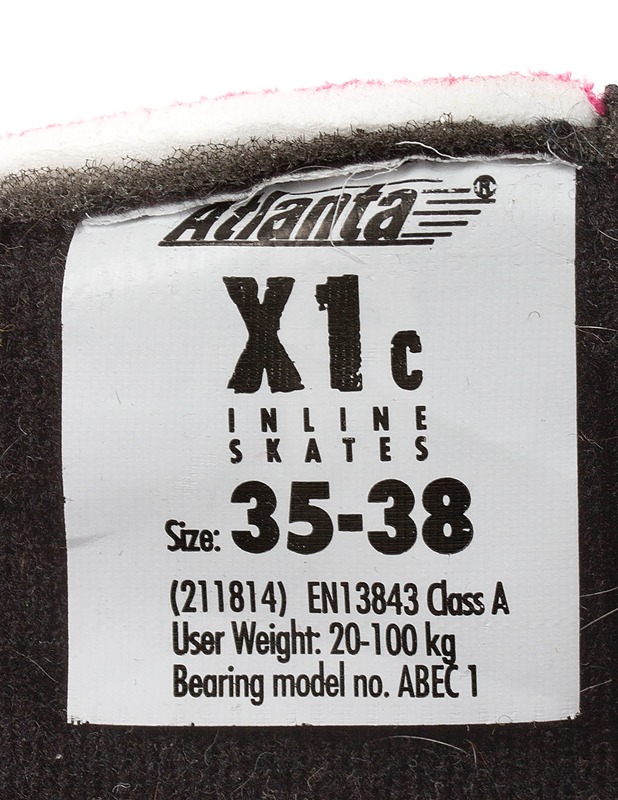 Atlanta ®
X1c
INLINE
SKATES
Size: 35-38
(211814) EN13843 Class A
User Weight: 20-100 kg
Bearing model no. ABEC 1